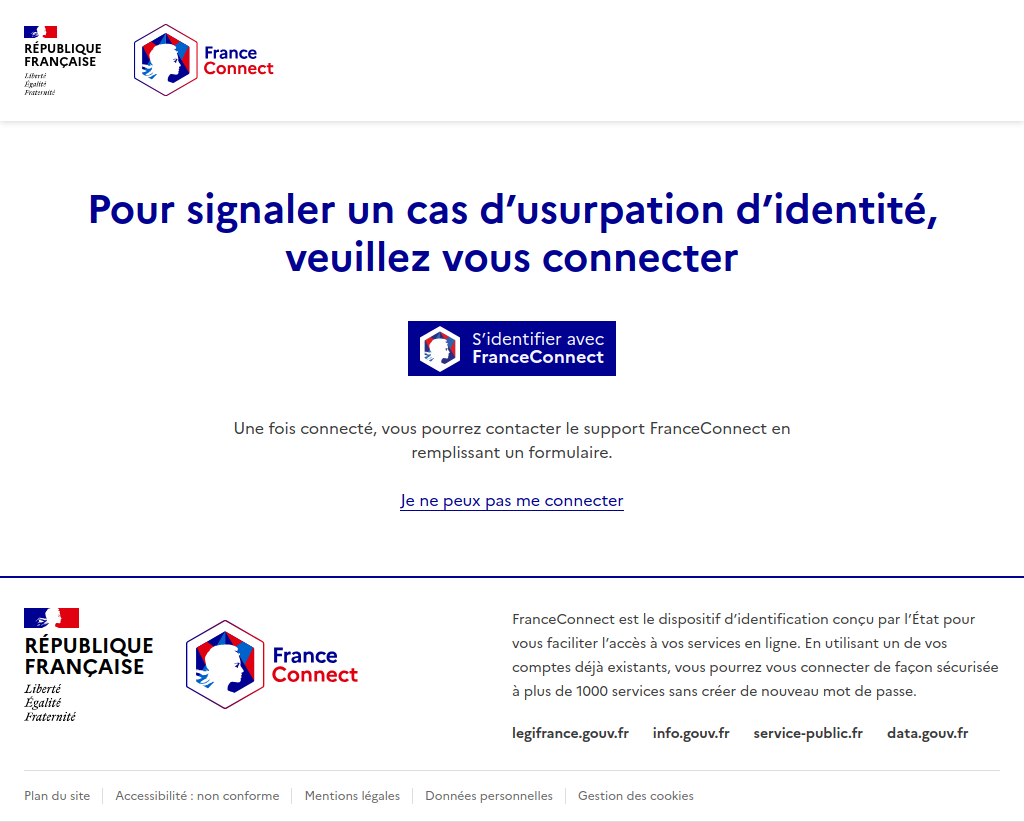 RÉPUBLIQUE
FRANÇAISE
Liberté
Égalité
Fraternité
France
Connect
Pour signaler un cas d’usurpation d’identité,
veuillez vous connecter
S’identifier avec
FranceConnect
Une fois connecté, vous pourrez contacter le support FranceConnect en
remplissant un formulaire.
Je ne peux pas me connecter
RÉPUBLIQUE
FRANÇAISE
Liberté
Égalité
Fraternité
France
Connect
FranceConnect est le dispositif d’identification conçu par l’État pour
vous faciliter l’accès à vos services en ligne. En utilisant un de vos
comptes déjà existants, vous pourrez vous connecter de façon sécurisée
à plus de 1000 services sans créer de nouveau mot de passe.
legifrance.gouv.fr info.gouv.fr service-public.fr data.gouv.fr
Plan du site Accessibilité : non conforme Mentions légales Données personnelles Gestion des cookies